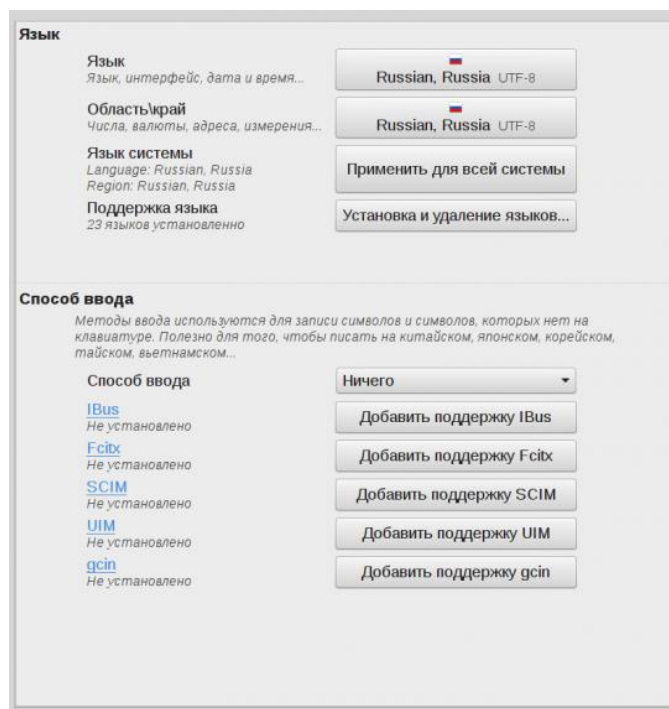 Язык
Язык
Язык, интерфейс, дата и время...
Russian, Russia UTF-8
Область\край
Числа, валюты, адреса, измерения...
Russian, Russia UTF-8
Язык системы
Language: Russian, Russia
Region: Russian, Russia
Применить для всей системы
Поддержка языка
23 языков установленно
Установка и удаление языков...
Способ ввода
Методы ввода используются для записи символов и символов, которых нет на
клавиатуре. Полезно для того, чтобы писать на китайском, японском, корейском,
тайском, вьетнамском...
Способ ввода
Ничего
IBus
Не установлено
Добавить поддержку IBus
Fcitx
Не установлено
Добавить поддержку Fcitx
SCIM
Не установлено
Добавить поддержку SCIM
UIM
Не установлено
Добавить поддержку UIM
gcin
Не установлено
Добавить поддержку gcin